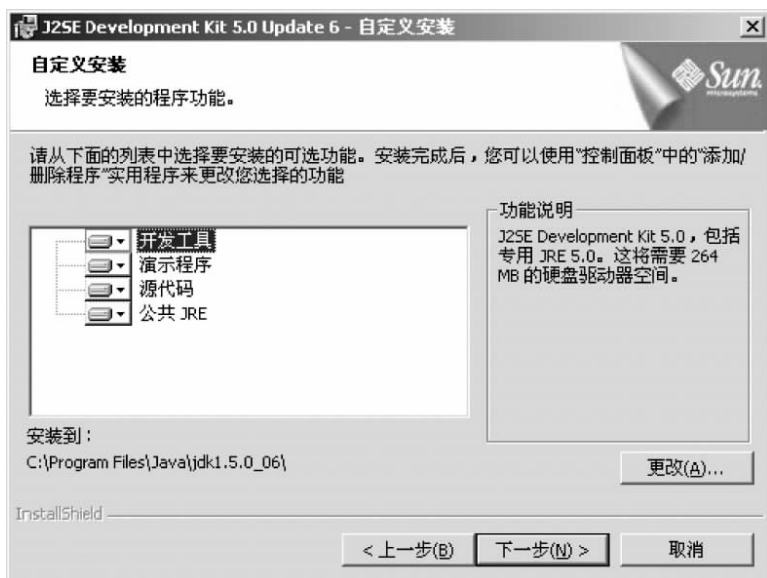 J2SE Development Kit 5.0 Update 6 - 自定义安装
自定义安装
选择要安装的程序功能。
Sun
microsystems
请从下面的列表中选择要安装的可选功能。安装完成后，您可以使用"控制面板"中的"添加/
删除程序"实用程序来更改您选择的功能
开发工具
演示程序
源代码
公共 JRE
功能说明
J2SE Development Kit 5.0，包括
专用 JRE 5.0。这将需要 264
MB 的硬盘驱动器空间。
安装到：
C:\Program Files\Java\jdk1.5.0_06\
更改(A)...
InstallShield
< 上一步(B)
下一步(N) >
取消